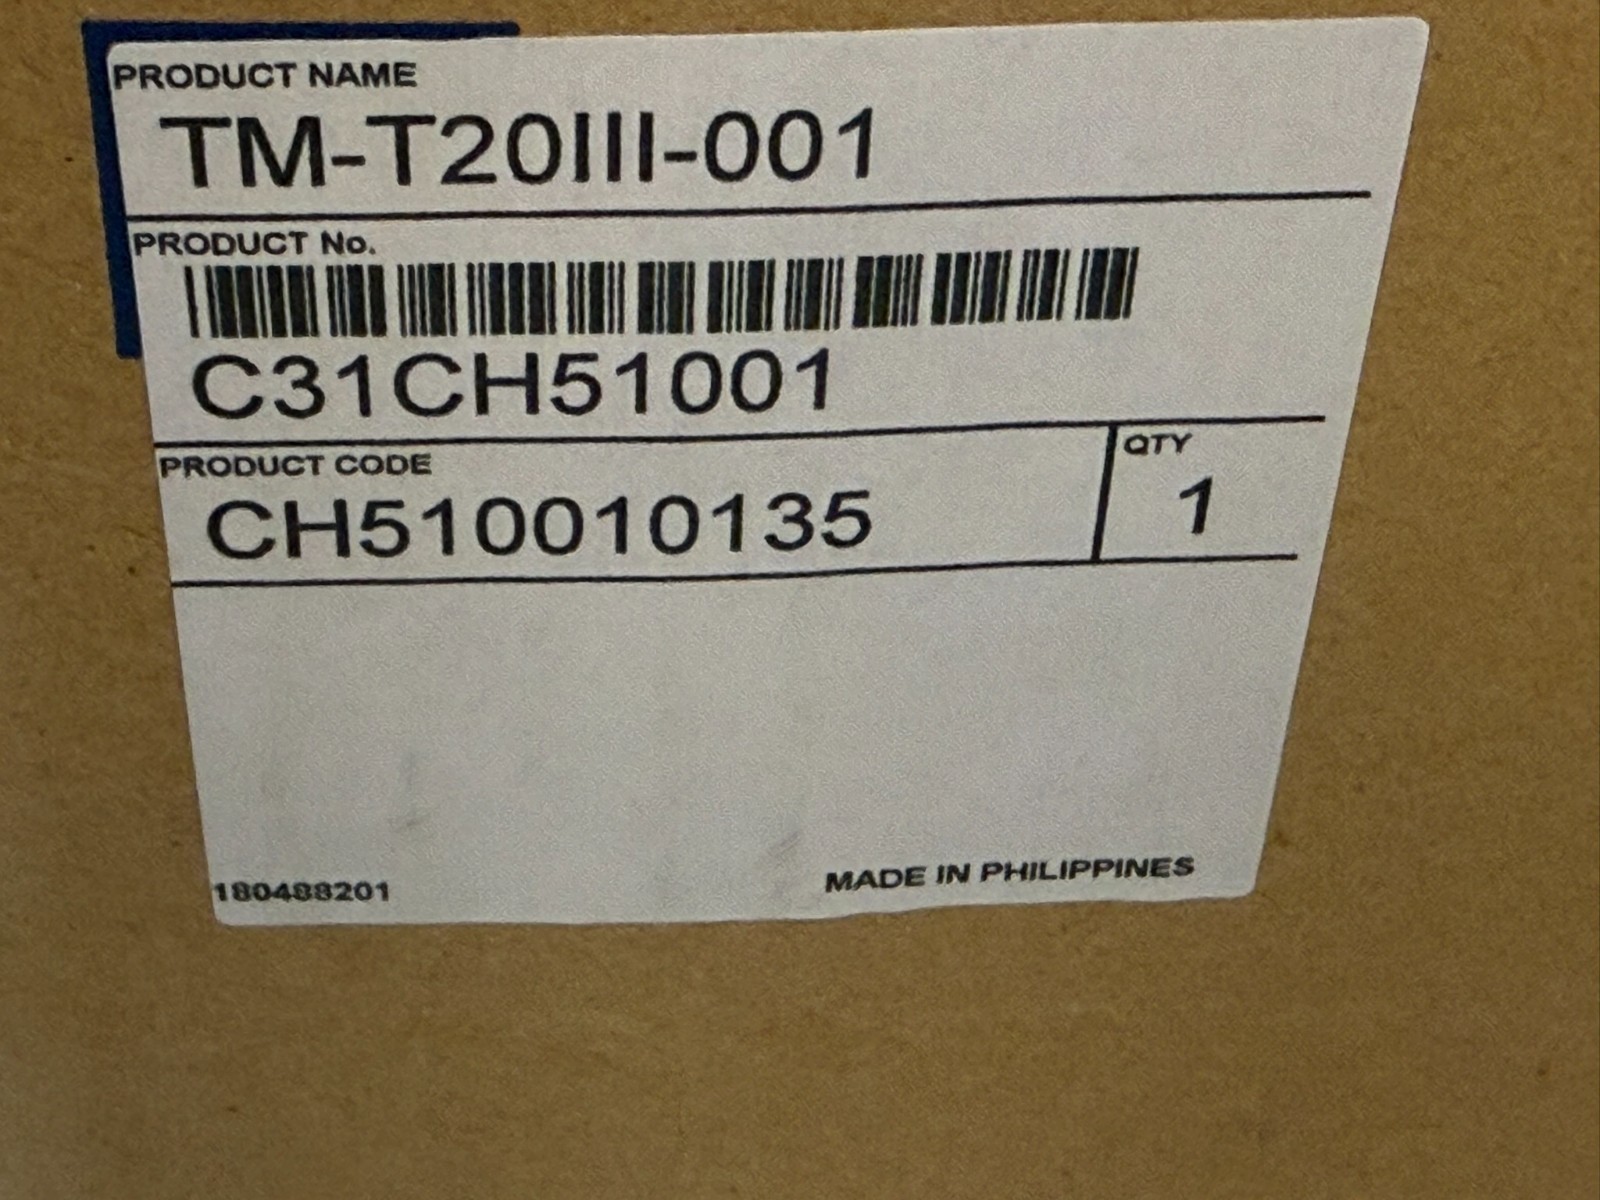 PRODUCT NAME
TM-T20III-001
PRODUCT No.
C31CH51001
PRODUCT CODE
CH510010135
QTY
1
180488201
MADE IN PHILIPPINES